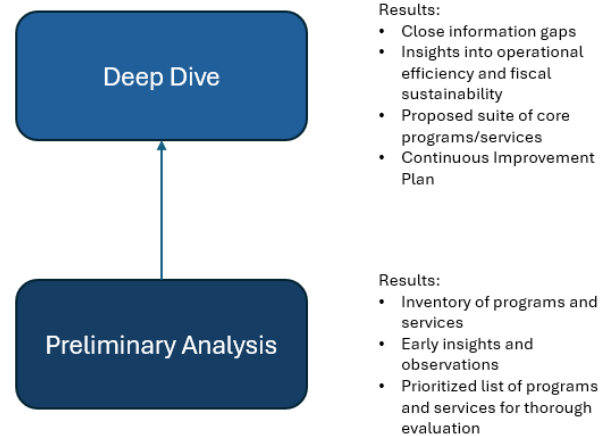 Deep Dive
Results:
• Close information gaps
• Insights into operational
efficiency and fiscal
sustainability
• Proposed suite of core
programs/services
• Continuous Improvement
Plan
Preliminary Analysis
Results:
• Inventory of programs and
services
• Early insights and
observations
• Prioritized list of programs
and services for thorough
evaluation